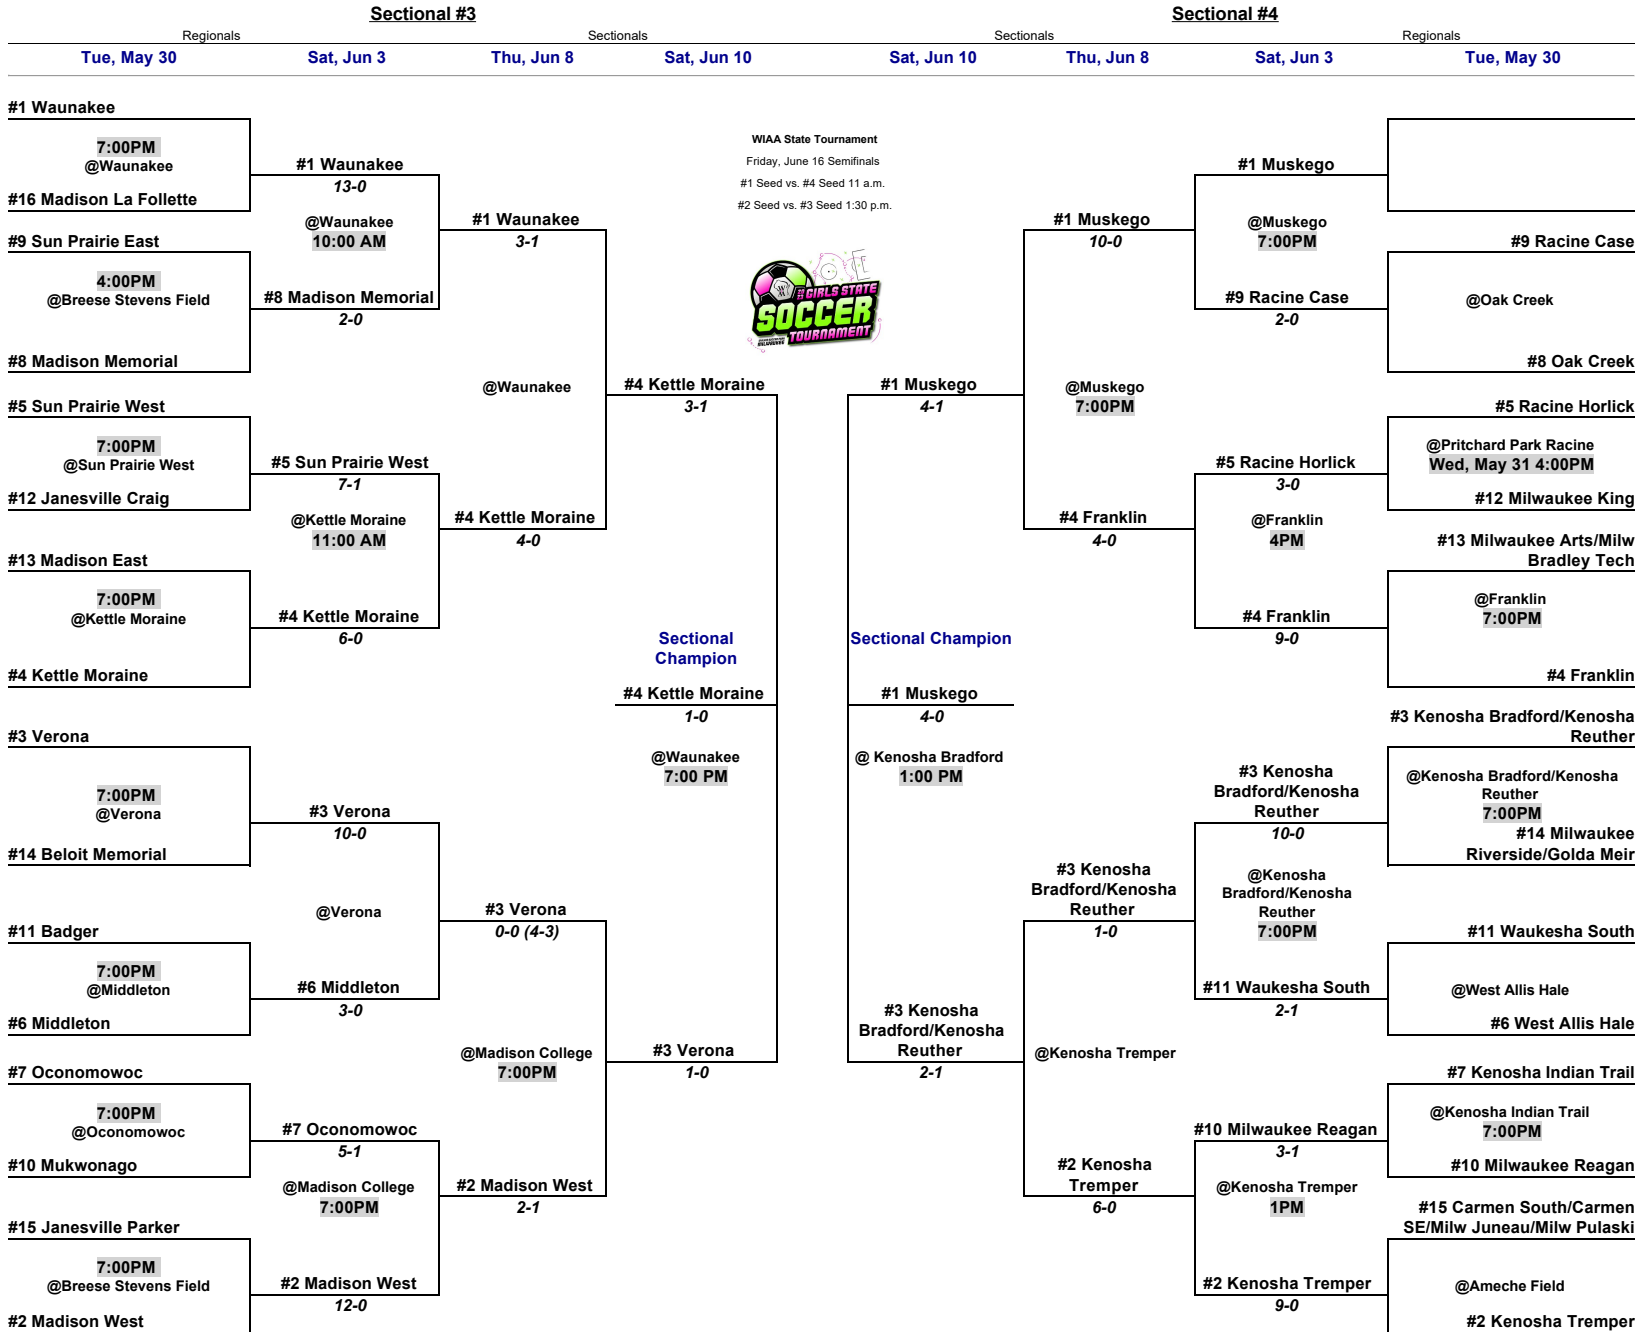 Sectional #3
Sectional #4
Regionals
Sectionals
Sectionals
Regionals
Tue, May 30
Sat, Jun 3
Thu, Jun 8
Sat, Jun 10
Sat, Jun 10
Thu, Jun 8
Sat, Jun 3
Tue, May 30
#1 Waunakee
7:00PM
@Waunakee
#16 Madison La Follette
#9 Sun Prairie East
4:00PM
@Breese Stevens Field
#8 Madison Memorial
#5 Sun Prairie West
7:00PM
@Sun Prairie West
#12 Janesville Craig
#13 Madison East
7:00PM
@Kettle Moraine
#4 Kettle Moraine
#3 Verona
7:00PM
@Verona
#14 Beloit Memorial
#11 Badger
7:00PM
@Middleton
#6 Middleton
#7 Oconomowoc
7:00PM
@Oconomowoc
#10 Mukwonago
#15 Janesville Parker
7:00PM
@Breese Stevens Field
#2 Madison West
#1 Waunakee
13-0
@Waunakee
10:00 AM
#8 Madison Memorial
2-0
#5 Sun Prairie West
7-1
@Kettle Moraine
11:00 AM
#4 Kettle Moraine
6-0
#3 Verona
10-0
@Verona
#6 Middleton
3-0
#7 Oconomowoc
5-1
@Madison College
7:00PM
#2 Madison West
12-0
#1 Waunakee
3-1
@Waunakee
#4 Kettle Moraine
4-0
#3 Verona
0-0 (4-3)
@Madison College
7:00PM
#2 Madison West
2-1
#4 Kettle Moraine
3-1
Sectional
Champion
#4 Kettle Moraine
1-0
@Waunakee
7:00 PM
#3 Verona
1-0
WIAA State Tournament
Friday, June 16 Semifinals
#1 Seed vs. #4 Seed 11 a.m.
#2 Seed vs. #3 Seed 1:30 p.m.
GIRLS STATE
SOCCER
TOURNAMENT
MILWAUKEE
#1 Muskego
4-1
Sectional Champion
#1 Muskego
4-0
@ Kenosha Bradford
1:00 PM
#3 Kenosha
Bradford/Kenosha
Reuther
2-1
#1 Muskego
10-0
@Muskego
7:00PM
#4 Franklin
4-0
#3 Kenosha
Bradford/Kenosha
Reuther
1-0
@Kenosha Tremper
#2 Kenosha
Tremper
6-0
#1 Muskego
@Muskego
7:00PM
#9 Racine Case
2-0
#5 Racine Horlick
3-0
@Franklin
4PM
#4 Franklin
9-0
#3 Kenosha
Bradford/Kenosha
Reuther
10-0
@Kenosha
Bradford/Kenosha
Reuther
7:00PM
#11 Waukesha South
2-1
#10 Milwaukee Reagan
3-1
@Kenosha Tremper
1PM
#2 Kenosha Tremper
9-0
#9 Racine Case
@Oak Creek
#8 Oak Creek
#5 Racine Horlick
@Pritchard Park Racine
Wed, May 31 4:00PM
#12 Milwaukee King
#13 Milwaukee Arts/Milw
Bradley Tech
@Franklin
7:00PM
#4 Franklin
#3 Kenosha Bradford/Kenosha
Reuther
@Kenosha Bradford/Kenosha
Reuther
7:00PM
#14 Milwaukee
Riverside/Golda Meir
#11 Waukesha South
@West Allis Hale
#6 West Allis Hale
#7 Kenosha Indian Trail
@Kenosha Indian Trail
7:00PM
#10 Milwaukee Reagan
#15 Carmen South/Carmen
SE/Milw Juneau/Milw Pulaski
@Ameche Field
#2 Kenosha Tremper